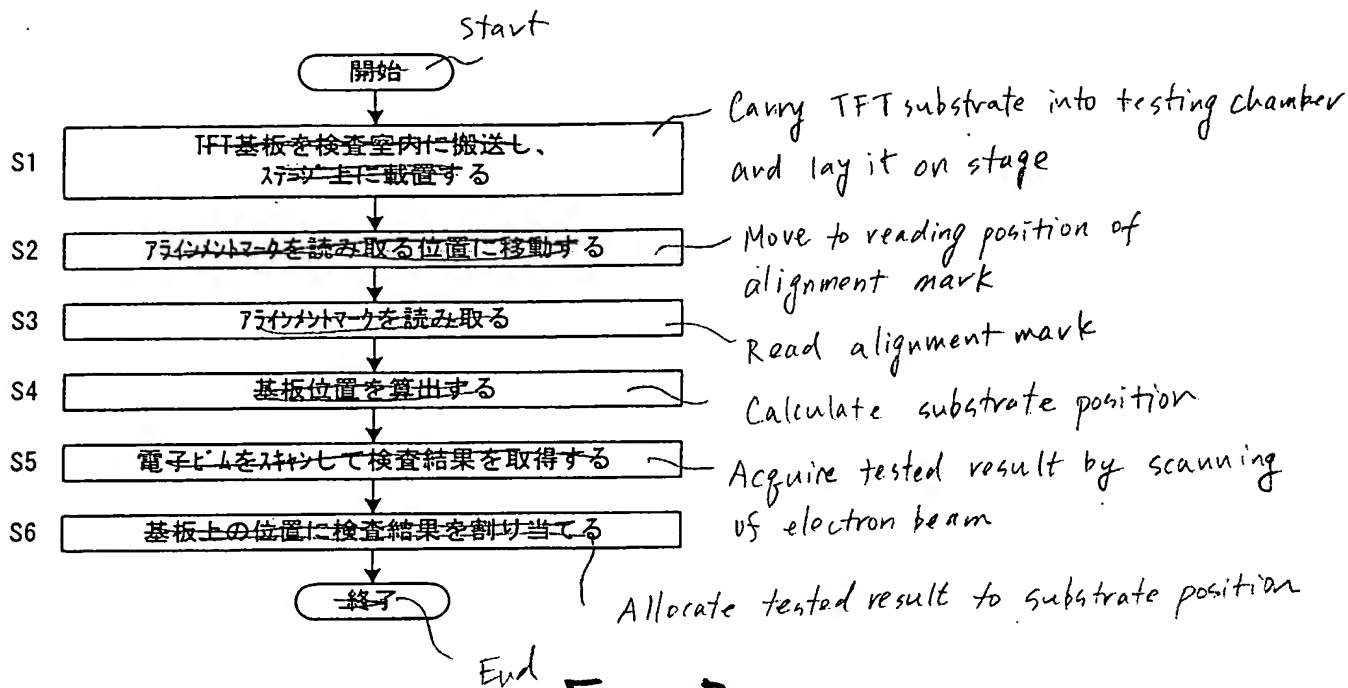 Start
開始
S1
TFT基板を検査室内に搬送し、
ステージ上に載置する
Carry TFT substrate into testing chamber
and lay it on stage
S2
アラインメントマークを読み取る位置に移動する
Move to reading position of
alignment mark
S3
アラインメントマークを読み取る
Read alignment mark
S4
基板位置を算出する
Calculate substrate position
S5
電子ビームをスキャンして検査結果を取得する
Acquire tested result by scanning
of electron beam
S6
基板上の位置に検査結果を割り当てる
Allocate tested result to substrate position
終了
End